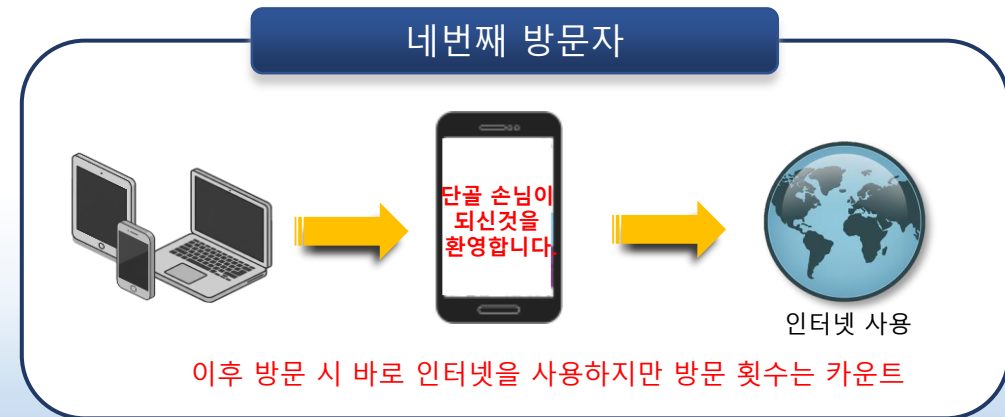 네번째 방문자
단골 손님이
되신것을
환영합니다.
인터넷 사용
이후 방문 시 바로 인터넷을 사용하지만 방문 횟수는 카운트